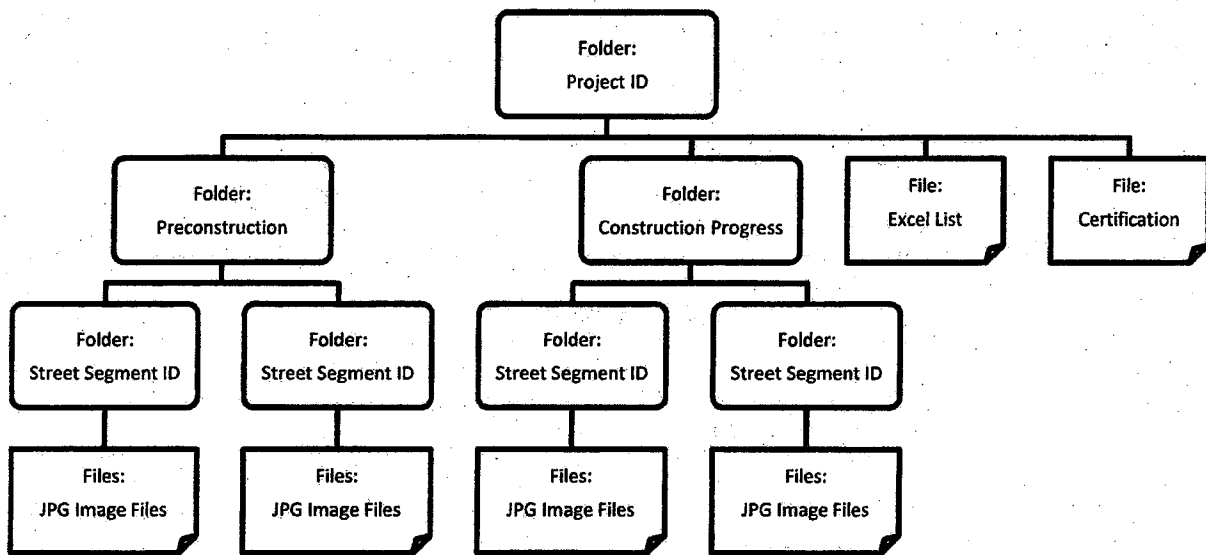 Folder:
Project ID
Folder:
Preconstruction
Folder:
Construction Progress
File:
Excel List
File:
Certification
Folder:
Street Segment ID
Folder:
Street Segment ID
Folder:
Street Segment ID
Folder:
Street Segment ID
Files:
JPG Image Files
Files:
JPG Image Files
Files:
JPG Image Files
Files:
JPG Image Files